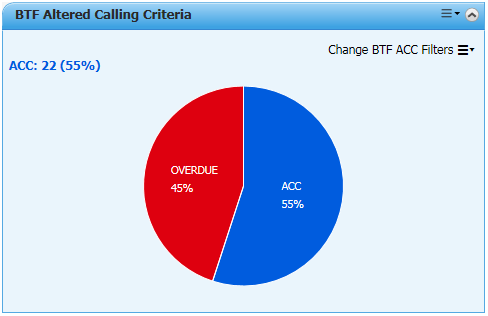 BTF Altered Calling Criteria
Change BTF ACC Filters
ACC: 22 (55%)
OVERDUE
45%
ACC
55%